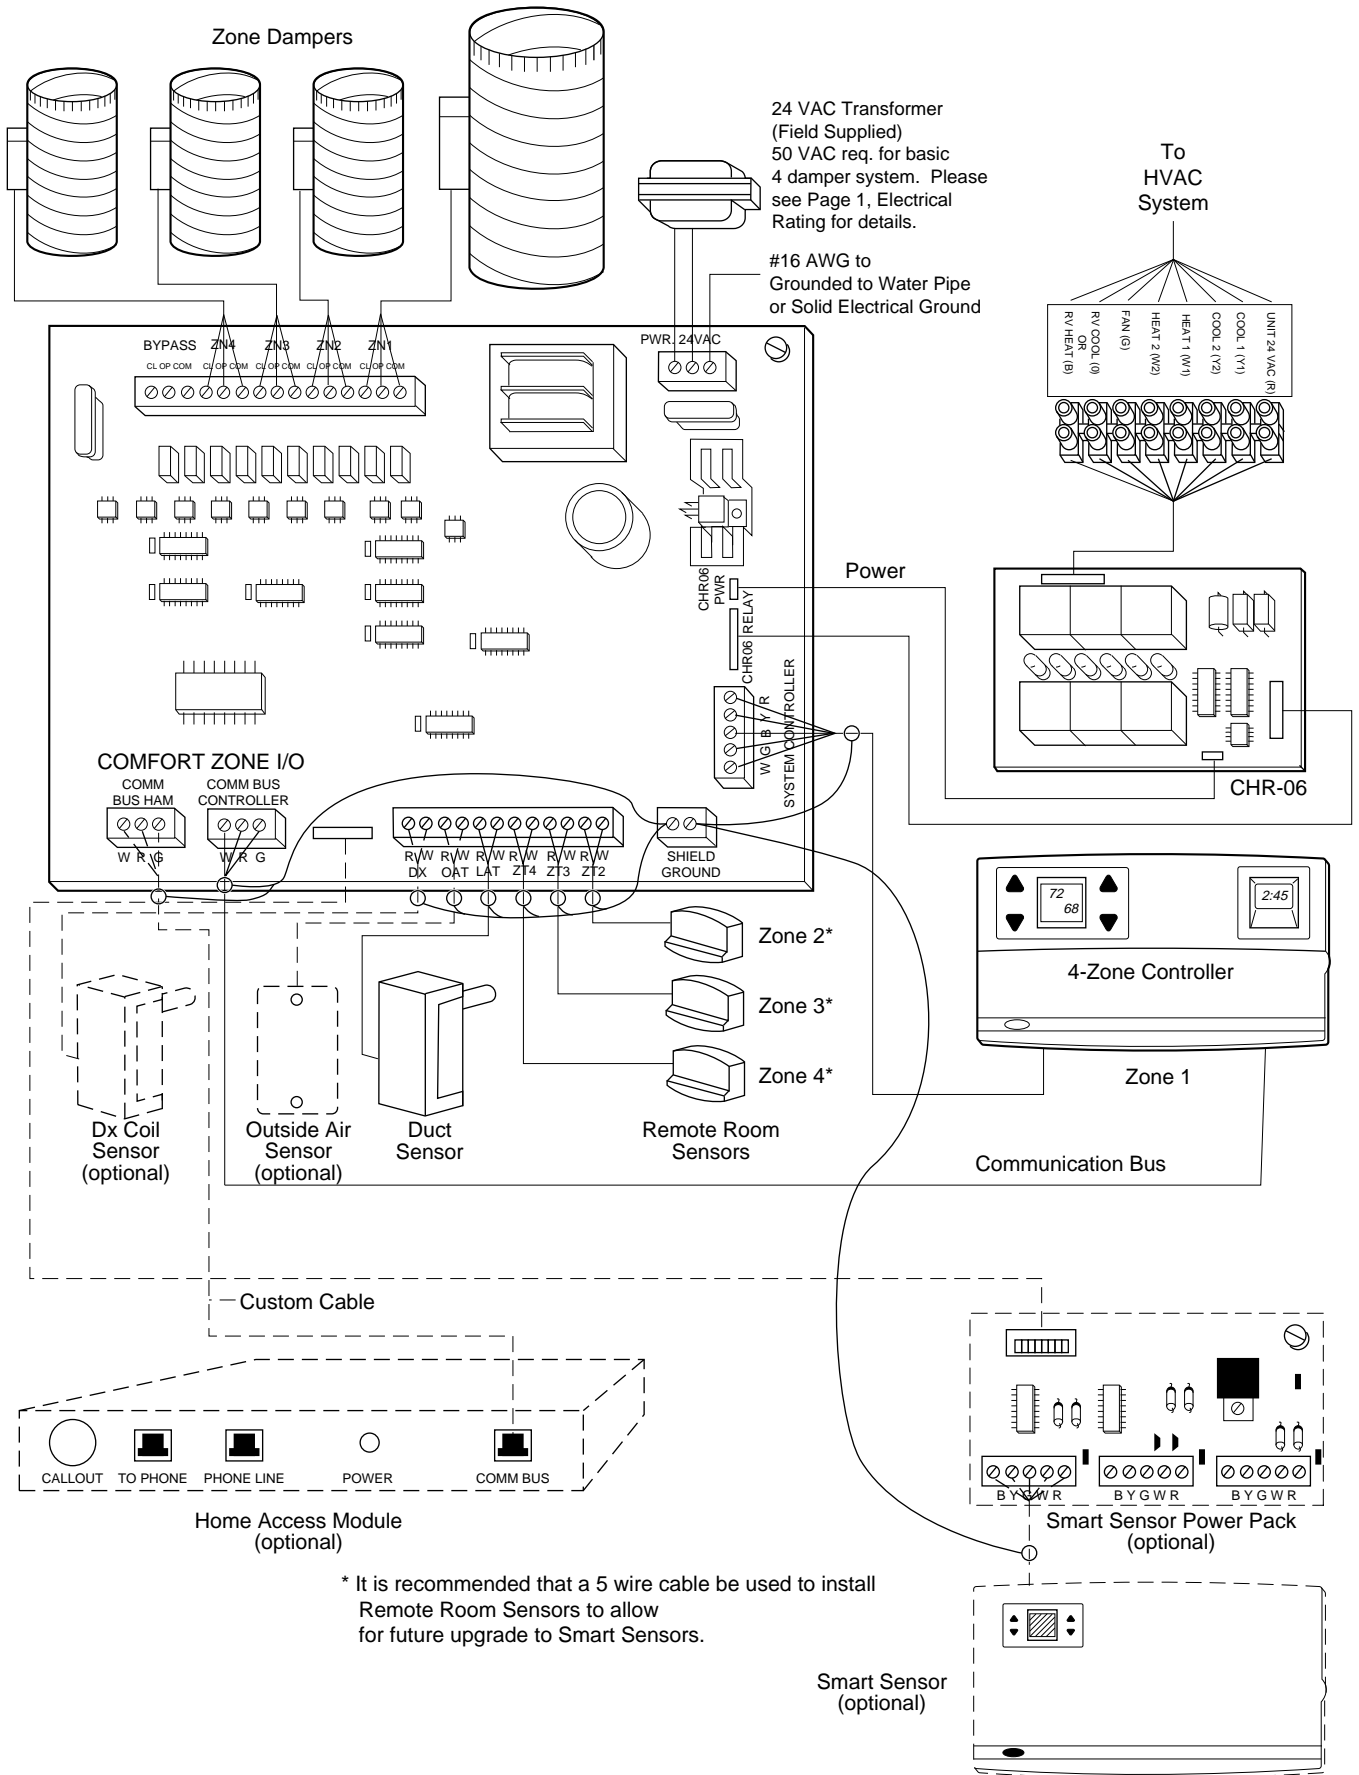 Zone Dampers
24 VAC Transformer
(Field Supplied)
50 VAC req. for basic
4 damper system. Please
see Page 1, Electrical
Rating for details.
#16 AWG to
Grounded to Water Pipe
or Solid Electrical Ground
To
HVAC
System
RV HEAT (B)
RV COOL (0)
OR
FAN (G)
HEAT 2 (W2)
HEAT 1 (W1)
COOL 2 (Y2)
COOL 1 (Y1)
UNIT 24 VAC (R)
BYPASS ZN4 ZN3 ZN2 ZN1
CL OP COM CL OP COM CL OP COM CL OP COM CL OP COM
PWR. 24VAC
CHR06
PWR
CHR06 RELAY
Power
CHR-06
W G B Y R
SYSTEM CONTROLLER
COMFORT ZONE I/O
COMM
BUS HAM
COMM BUS
CONTROLLER
W R G
W R G
R W R W R W R W R W R W
DX OAT LAT ZT4 ZT3 ZT2
SHIELD
GROUND
72
68
2:45
4-Zone Controller
Zone 1
Zone 2*
Zone 3*
Zone 4*
Dx Coil
Sensor
(optional)
Outside Air
Sensor
(optional)
Duct
Sensor
Remote Room
Sensors
Communication Bus
Custom Cable
CALLOUT TO PHONE PHONE LINE POWER COMM BUS
Home Access Module
(optional)
B Y G W R B Y G W R B Y G W R
Smart Sensor Power Pack
(optional)
* It is recommended that a 5 wire cable be used to install
Remote Room Sensors to allow
for future upgrade to Smart Sensors.
Smart Sensor
(optional)